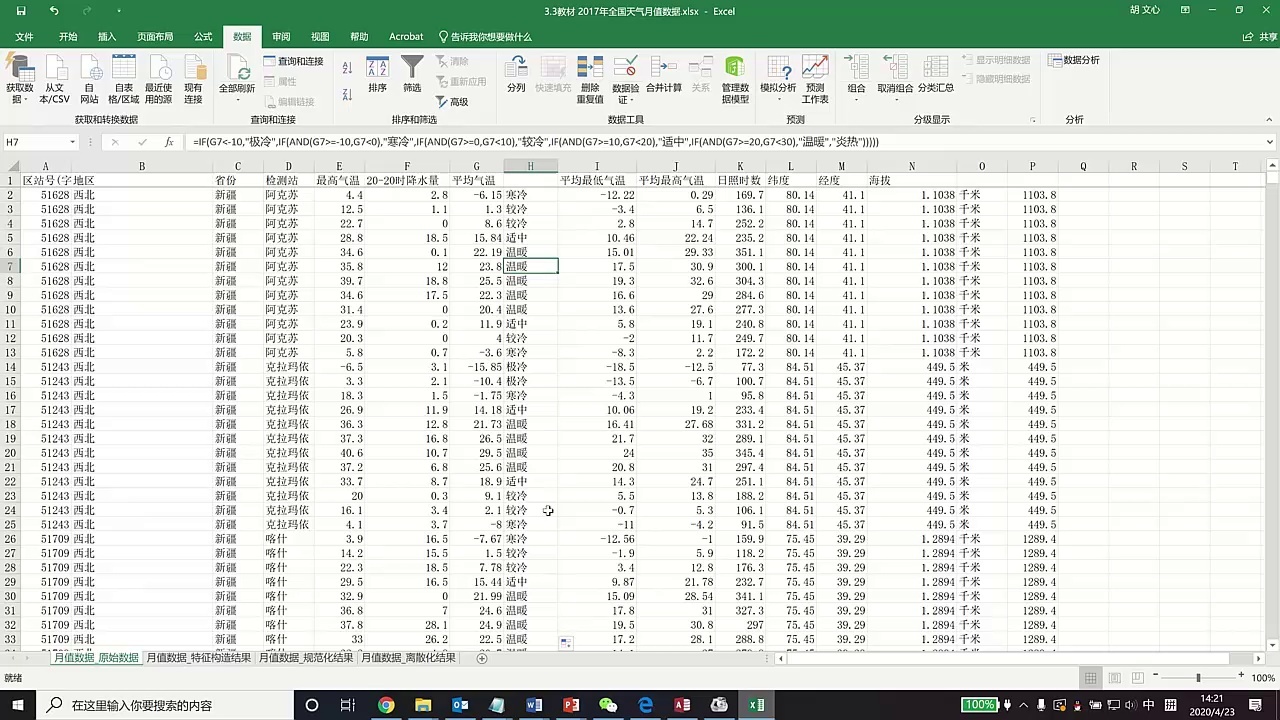 3.3教材 2017年全国天气月值数据.xlsx - Excel
胡 文心
文件 开始 插入 页面布局 公式 数据 审阅 视图 帮助 Acrobat 告诉我你想要做什么 共享
获取数据 从文本/CSV 自网站 自表格/区域 最近使用的源 现有连接 全部刷新 查询和连接 属性 编辑链接 排序 筛选 清除 重新应用 高级 分列 快速填充 删除重复值 数据验证 合并计算 关系 管理数据模型 模拟分析 预测工作表 组合 取消组合 分类汇总 显示明细数据 隐藏明细数据 数据分析
获取和转换数据 查询和连接 排序和筛选 数据工具 预测 分级显示 分析
H7 fx =IF(G7<-10,"极冷",IF(AND(G7>=-10,G7<0),"寒冷",IF(AND(G7>=0,G7<10),"较冷",IF(AND(G7>=10,G7<20),"适中",IF(AND(G7>=20,G7<30),"温暖","炎热")))))
A B C D E F G H I J K L M N O P Q R S T
1 区站号(字 地区 省份 检测站 最高气温 20-20时降水量 平均气温 平均最低气温 平均最高气温 日照时数 纬度 经度 海拔
2 51628 西北 新疆 阿克苏 4.4 2.8 -6.15 寒冷 -12.22 0.29 169.7 80.14 41.1 1.1038 千米 1103.8
3 51628 西北 新疆 阿克苏 12.5 1.1 1.3 较冷 -3.4 6.5 136.1 80.14 41.1 1.1038 千米 1103.8
4 51628 西北 新疆 阿克苏 22.7 0 8.6 较冷 2.8 14.7 252.2 80.14 41.1 1.1038 千米 1103.8
5 51628 西北 新疆 阿克苏 28.8 18.5 15.84 适中 10.46 22.24 235.2 80.14 41.1 1.1038 千米 1103.8
6 51628 西北 新疆 阿克苏 34.6 0.1 22.19 温暖 15.01 29.33 351.1 80.14 41.1 1.1038 千米 1103.8
7 51628 西北 新疆 阿克苏 35.8 12 23.8 温暖 17.5 30.9 300.1 80.14 41.1 1.1038 千米 1103.8
8 51628 西北 新疆 阿克苏 39.7 18.8 25.5 温暖 19.3 32.6 304.3 80.14 41.1 1.1038 千米 1103.8
9 51628 西北 新疆 阿克苏 34.6 17.5 22.3 温暖 16.6 29 284.6 80.14 41.1 1.1038 千米 1103.8
10 51628 西北 新疆 阿克苏 31.4 0 20.4 温暖 13.6 27.6 277.3 80.14 41.1 1.1038 千米 1103.8
11 51628 西北 新疆 阿克苏 23.9 0.2 11.9 适中 5.8 19.1 240.8 80.14 41.1 1.1038 千米 1103.8
12 51628 西北 新疆 阿克苏 20.3 0 4 较冷 -2 11.7 249.7 80.14 41.1 1.1038 千米 1103.8
13 51628 西北 新疆 阿克苏 5.8 0.7 -3.6 寒冷 -8.3 2.2 172.2 80.14 41.1 1.1038 千米 1103.8
14 51243 西北 新疆 克拉玛依 -6.5 3.1 -15.85 极冷 -18.5 -12.5 77.3 84.51 45.37 449.5 米 449.5
15 51243 西北 新疆 克拉玛依 3.3 2.1 -10.4 极冷 -13.5 -6.7 100.7 84.51 45.37 449.5 米 449.5
16 51243 西北 新疆 克拉玛依 18.3 1.5 -1.75 寒冷 -4.3 1 95.8 84.51 45.37 449.5 米 449.5
17 51243 西北 新疆 克拉玛依 26.9 11.9 14.18 适中 10.06 19.2 233.4 84.51 45.37 449.5 米 449.5
18 51243 西北 新疆 克拉玛依 36.3 12.8 21.73 温暖 16.41 27.68 331.2 84.51 45.37 449.5 米 449.5
19 51243 西北 新疆 克拉玛依 37.3 16.8 26.5 温暖 21.7 32 289.1 84.51 45.37 449.5 米 449.5
20 51243 西北 新疆 克拉玛依 40.6 10.7 29.5 温暖 24 35 345.4 84.51 45.37 449.5 米 449.5
21 51243 西北 新疆 克拉玛依 37.2 6.8 25.6 温暖 20.8 31 297.4 84.51 45.37 449.5 米 449.5
22 51243 西北 新疆 克拉玛依 33.7 8.7 18.9 适中 14.3 24.7 251.1 84.51 45.37 449.5 米 449.5
23 51243 西北 新疆 克拉玛依 20 0.3 9.1 较冷 5.5 13.8 188.2 84.51 45.37 449.5 米 449.5
24 51243 西北 新疆 克拉玛依 16.1 3.4 2.1 较冷 -0.7 5.3 106.1 84.51 45.37 449.5 米 449.5
25 51243 西北 新疆 克拉玛依 4.1 3.7 -8 寒冷 -11 -4.2 91.5 84.51 45.37 449.5 米 449.5
26 51709 西北 新疆 喀什 3.9 16.5 -7.67 寒冷 -12.56 -1 159.9 75.45 39.29 1.2894 千米 1289.4
27 51709 西北 新疆 喀什 14.2 15.5 1.5 较冷 -1.9 5.9 118.2 75.45 39.29 1.2894 千米 1289.4
28 51709 西北 新疆 喀什 22.3 18.5 7.78 较冷 3.4 12.8 176.3 75.45 39.29 1.2894 千米 1289.4
29 51709 西北 新疆 喀什 29.5 16.5 15.44 适中 9.87 21.78 232.7 75.45 39.29 1.2894 千米 1289.4
30 51709 西北 新疆 喀什 32.9 0 21.99 温暖 15.09 28.54 341.1 75.45 39.29 1.2894 千米 1289.4
31 51709 西北 新疆 喀什 36.8 7 24.6 温暖 17.8 31 327.3 75.45 39.29 1.2894 千米 1289.4
32 51709 西北 新疆 喀什 37.8 28.1 24.9 温暖 19.5 30.8 297 75.45 39.29 1.2894 千米 1289.4
33 51709 西北 新疆 喀什 33 26.2 22.5 温暖 17.2 28.1 288.8 75.45 39.29 1.2894 千米 1289.4
月值数据_原始数据 月值数据_特征构造结果 月值数据_规范化结果 月值数据_离散化结果
就绪 100%
在这里输入你要搜索的内容 100% 中 拼 14:21
2020/4/23